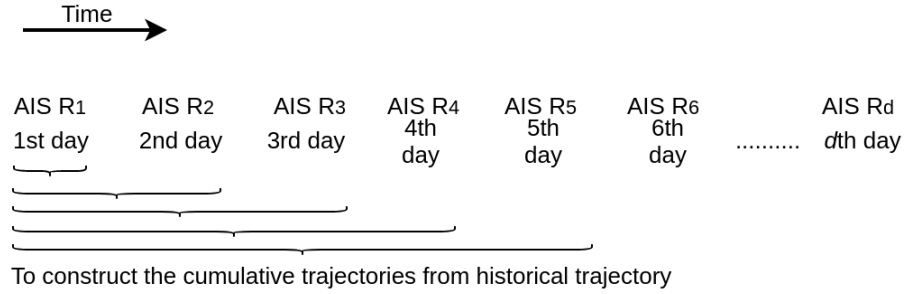 Time
AIS R1 AIS R2 AIS R3 AIS R4 AIS R5 AIS R6 AIS Rd
1st day 2nd day 3rd day 4th day 5th day 6th day .......... dth day
To construct the cumulative trajectories from historical trajectory